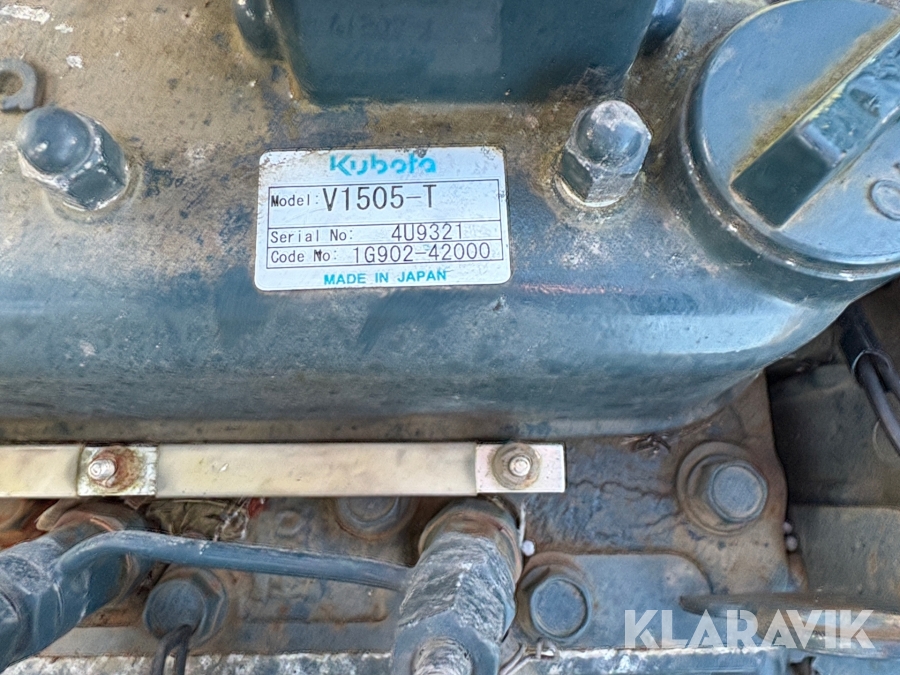 Kubota
Model: V1505-T
Serial No: 4U9321
Code No: 1G902-42000
MADE IN JAPAN
KLARAVIK